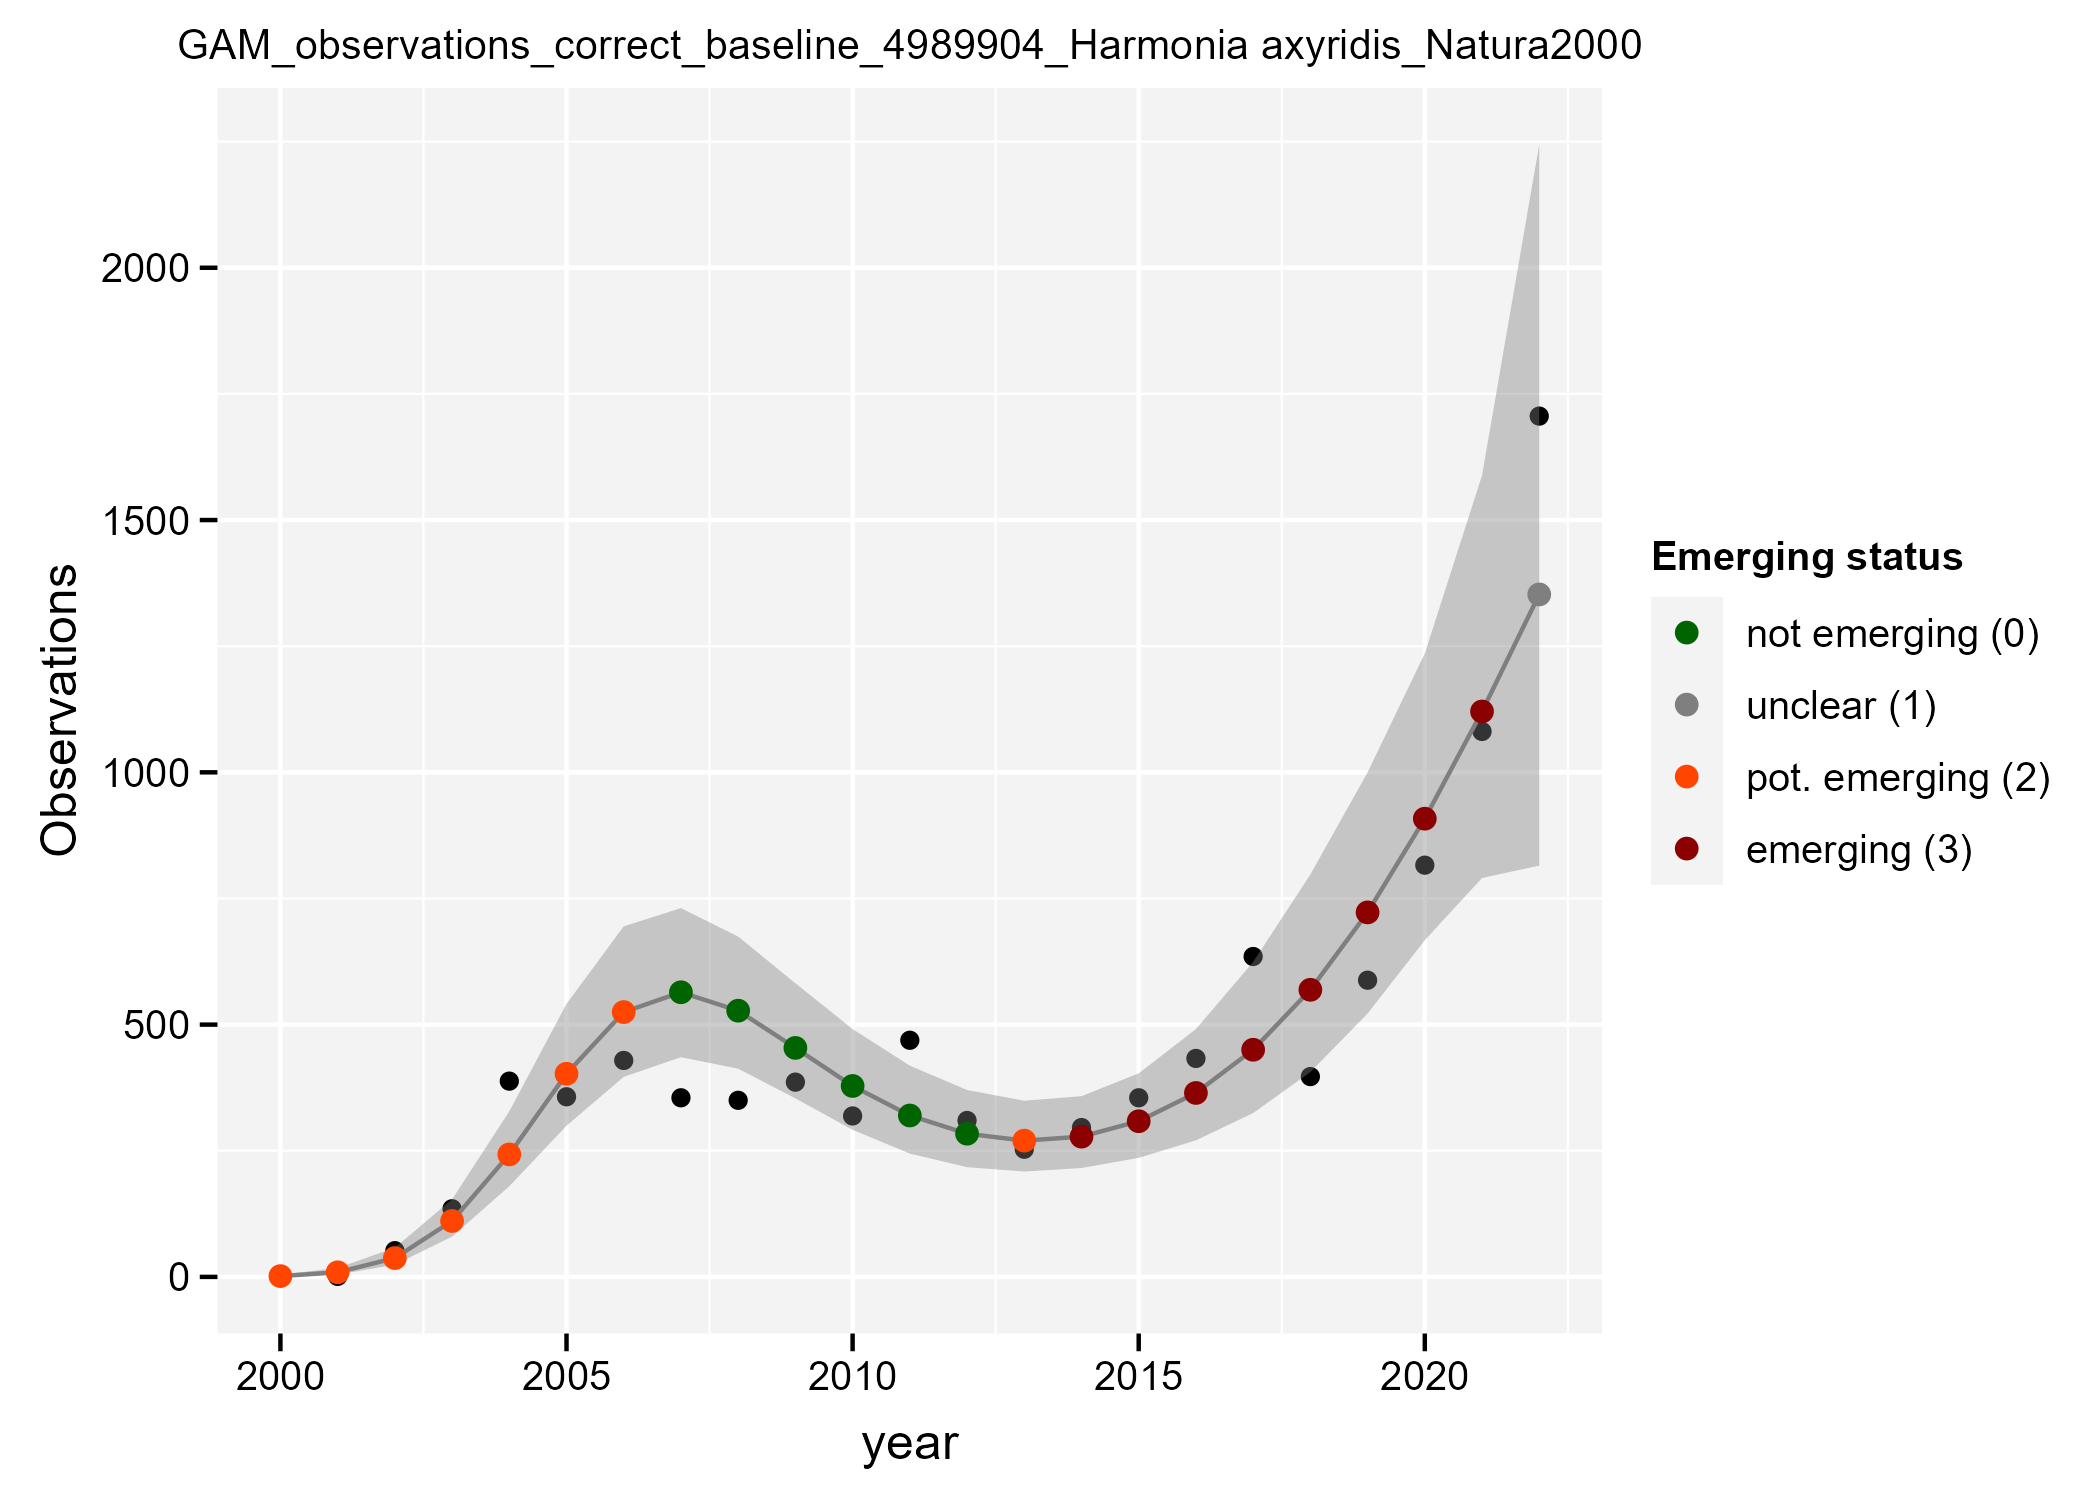 GAM_observations_correct_baseline_4989904_Harmonia axyridis_Natura2000
Observations
2000
1500
1000
500
0
2000 2005 2010 2015 2020
year
Emerging status
not emerging (0)
unclear (1)
pot. emerging (2)
emerging (3)